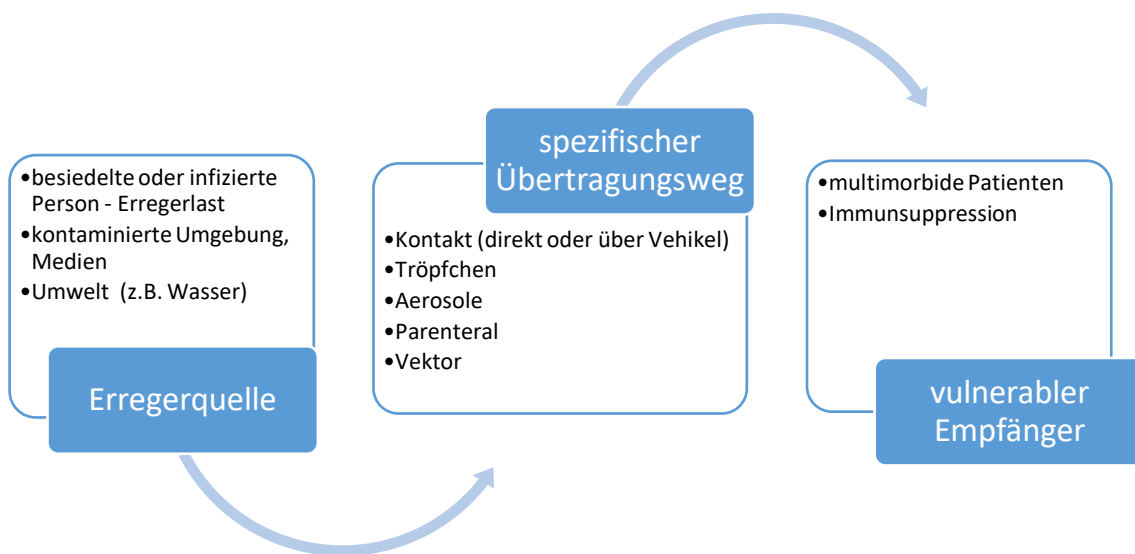 •besiedelte oder infizierte
Person - Erregerlast
•kontaminierte Umgebung,
Medien
•Umwelt (z.B. Wasser)
Erregerquelle
spezifischer
Übertragungsweg
•Kontakt (direkt oder über Vehikel)
•Tröpfchen
•Aerosole
•Parenteral
•Vektor
•multimorbide Patienten
•Immunsuppression
vulnerabler
Empfänger